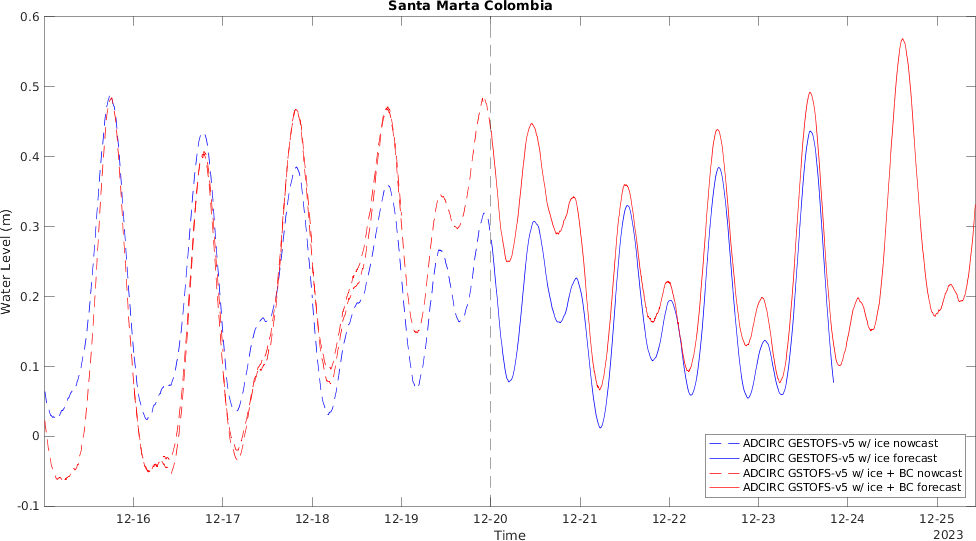 Santa Marta Colombia
0.6
0.5
0.4
0.3
0.2
0.1
0
-0.1
Water Level (m)
12-16 12-17 12-18 12-19 12-20 12-21 12-22 12-23 12-24 12-25
2023
Time
ADCIRC GESTOFS-v5 w/ ice nowcast
ADCIRC GESTOFS-v5 w/ ice forecast
ADCIRC GSTOFS-v5 w/ ice + BC nowcast
ADCIRC GSTOFS-v5 w/ ice + BC forecast